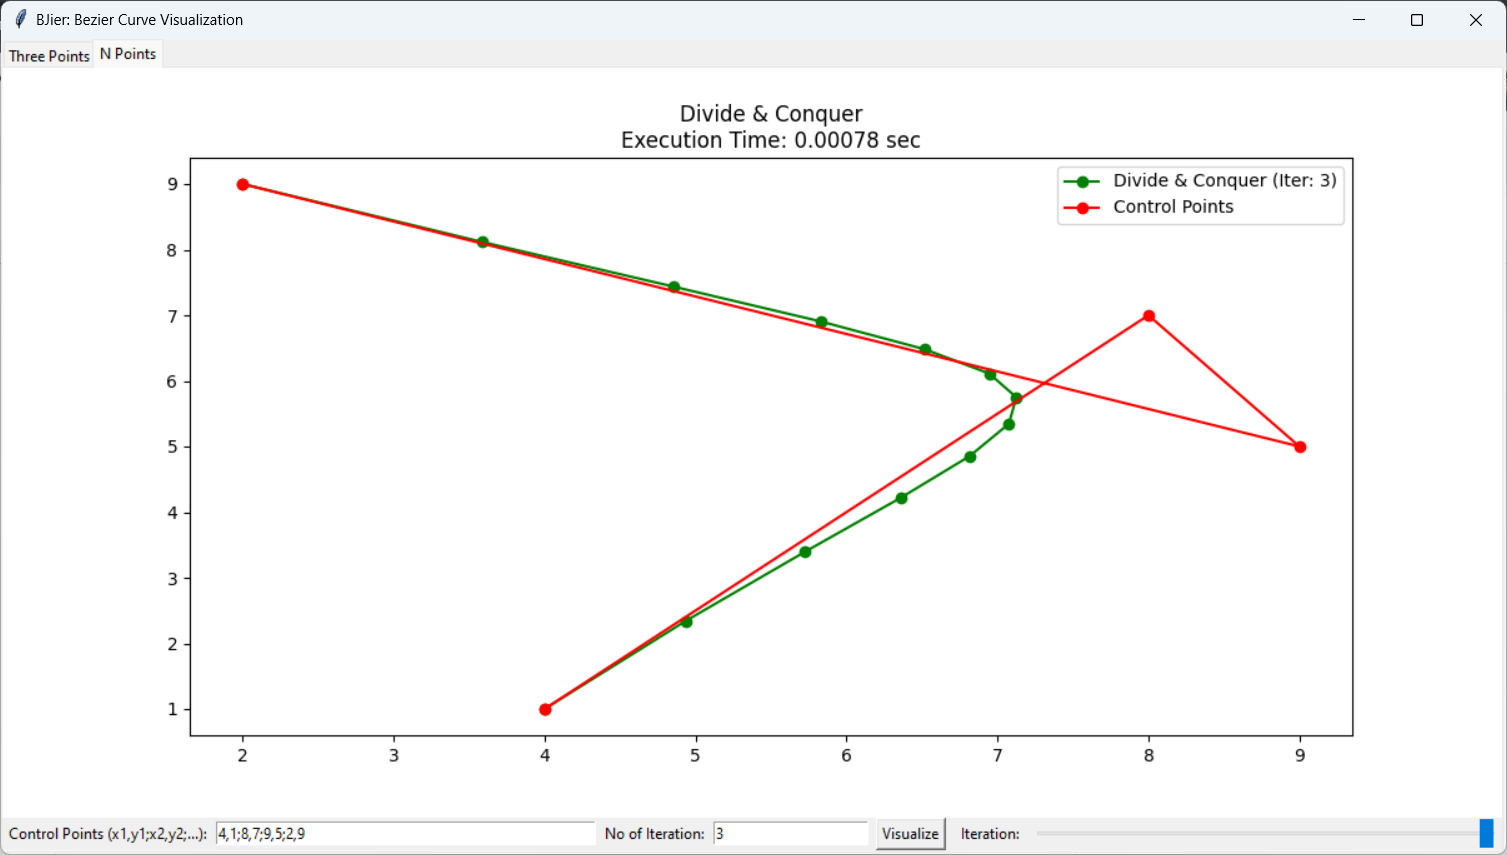 BJier: Bezier Curve Visualization
Three Points
N Points
Divide & Conquer
Execution Time: 0.00078 sec
Divide & Conquer (Iter: 3)
Control Points
9
8
7
6
5
4
3
2
1
2 3 4 5 6 7 8 9
Control Points (x1,y1;x2,y2;...): 4,1;8,7;9,5;2,9 No of Iteration: 3 Visualize Iteration: